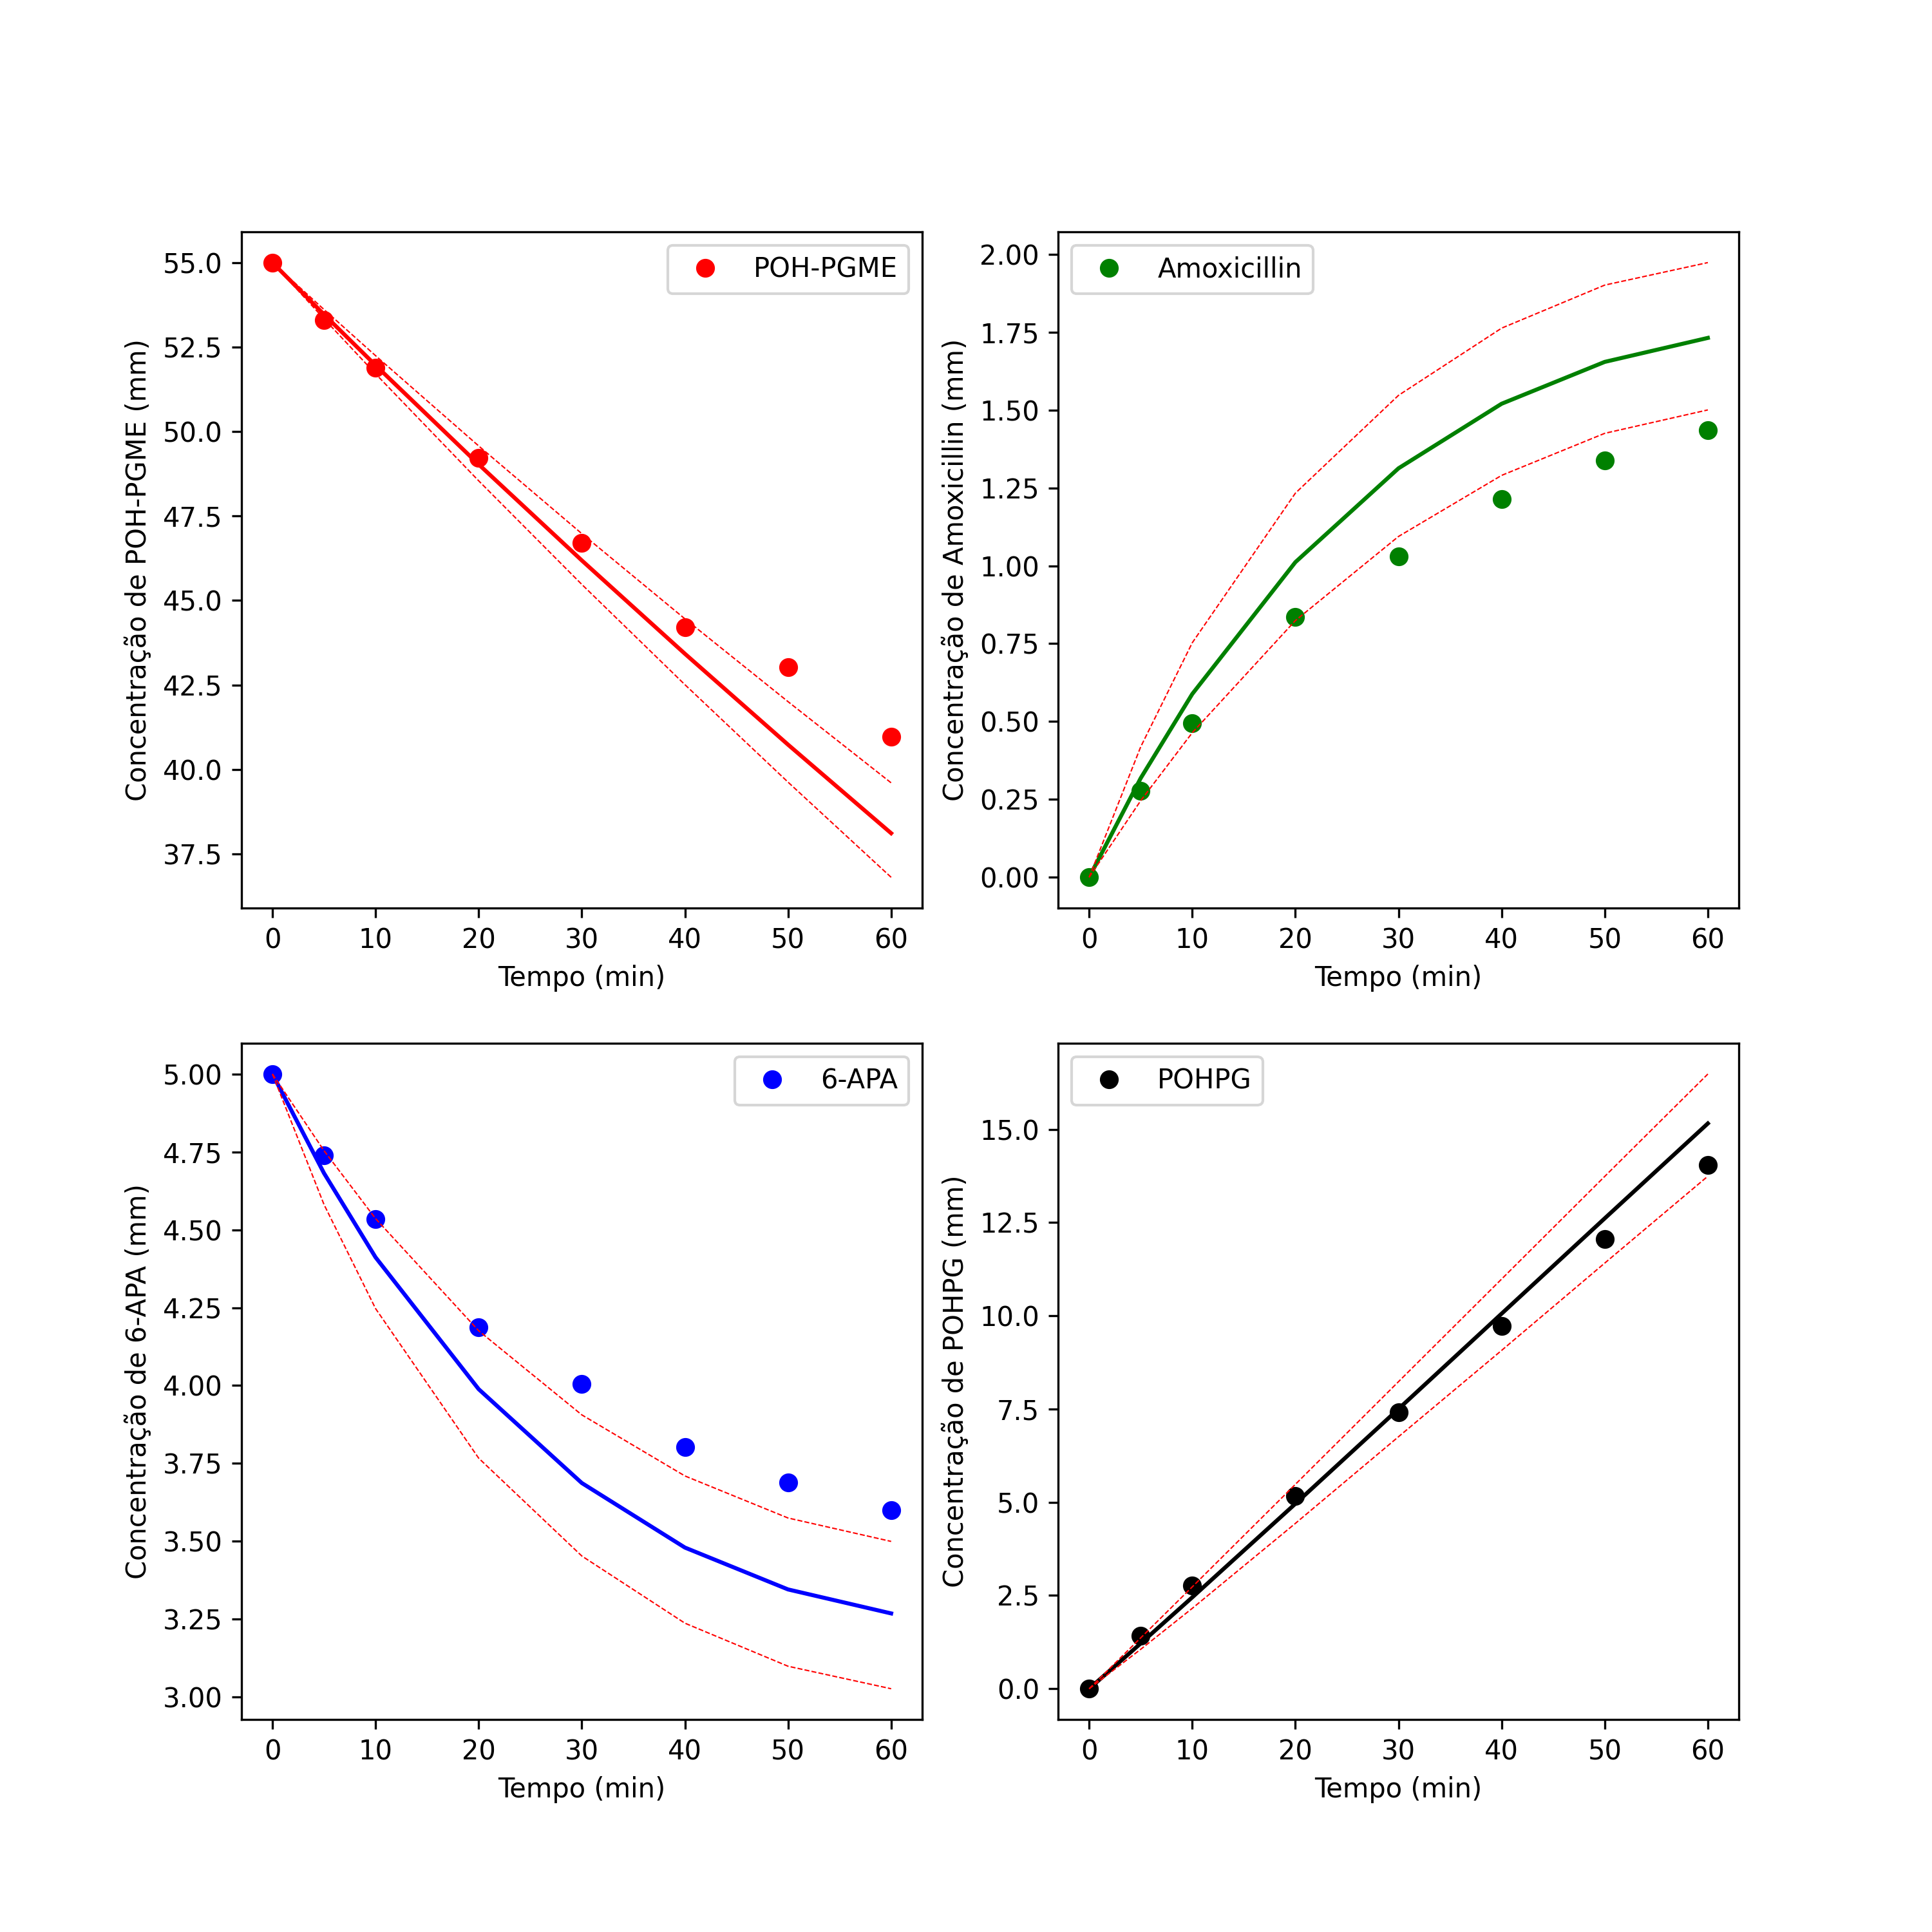 POH-PGME
55.0
52.5
50.0
47.5
45.0
42.5
40.0
37.5
Concentração de POH-PGME (mm)
0 10 20 30 40 50 60
Tempo (min)
Amoxicillin
2.00
1.75
1.50
1.25
1.00
0.75
0.50
0.25
0.00
Concentração de Amoxicillin (mm)
0 10 20 30 40 50 60
Tempo (min)
6-APA
5.00
4.75
4.50
4.25
4.00
3.75
3.50
3.25
3.00
Concentração de 6-APA (mm)
0 10 20 30 40 50 60
Tempo (min)
POHPG
15.0
12.5
10.0
7.5
5.0
2.5
0.0
Concentração de POHPG (mm)
0 10 20 30 40 50 60
Tempo (min)